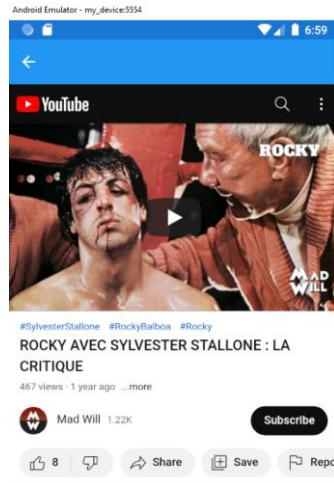 Android Emulator - my_device:5554
6:59
YouTube
ROCKY
MAD
WILL
#SylvesterStallone #RockyBalboa #Rocky
ROCKY AVEC SYLVESTER STALLONE : LA
CRITIQUE
467 views · 1 year ago ...more
Mad Will 1.22K
Subscribe
8 Share Save Repo